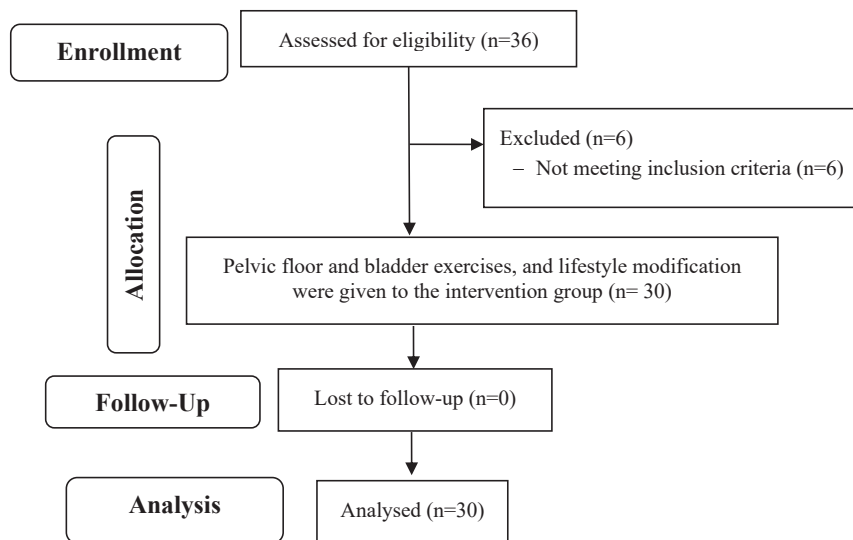 Enrollment
Assessed for eligibility (n=36)
Excluded (n=6)
– Not meeting inclusion criteria (n=6)
Allocation
Pelvic floor and bladder exercises, and lifestyle modification
were given to the intervention group (n= 30)
Follow-Up
Lost to follow-up (n=0)
Analysis
Analysed (n=30)